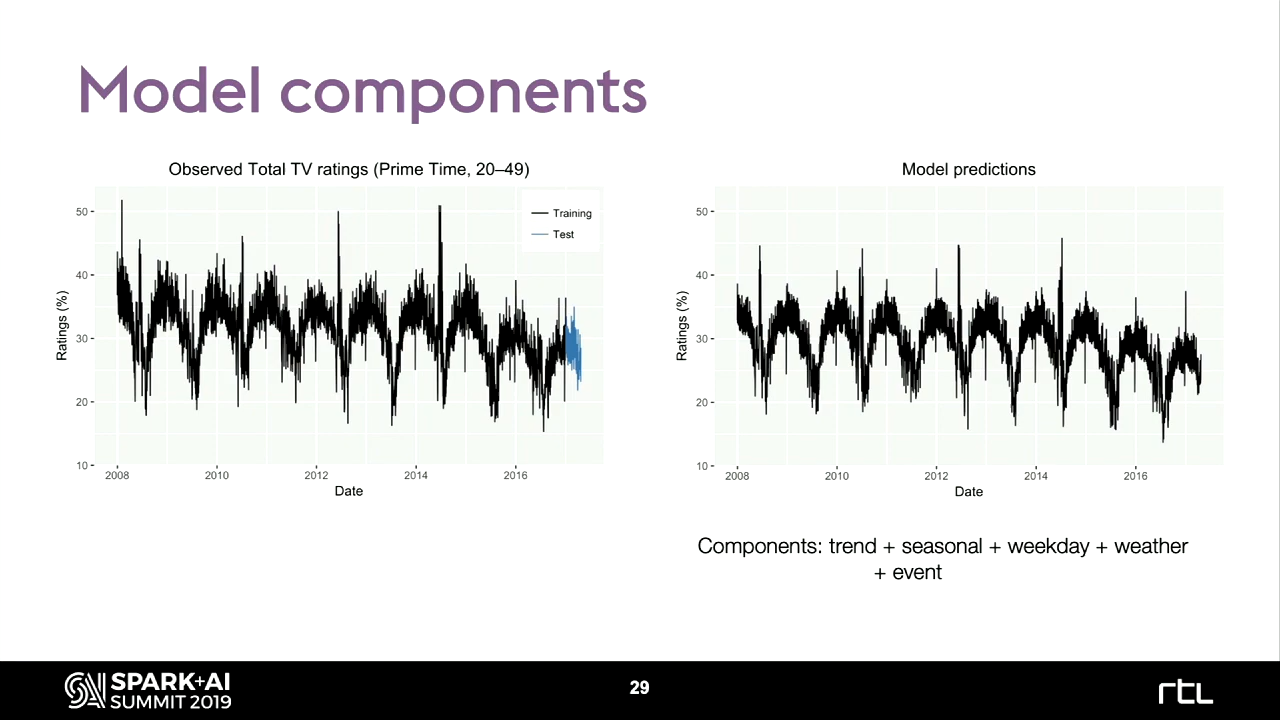 Model components
Observed Total TV ratings (Prime Time, 20–49)
Ratings (%)
50
40
30
20
10
2008
2010
2012
2014
2016
Date
Training
Test
Model predictions
Ratings (%)
50
40
30
20
10
2008
2010
2012
2014
2016
Date
Components: trend + seasonal + weekday + weather
+ event
SPARK+AI
SUMMIT 2019
29
rtl